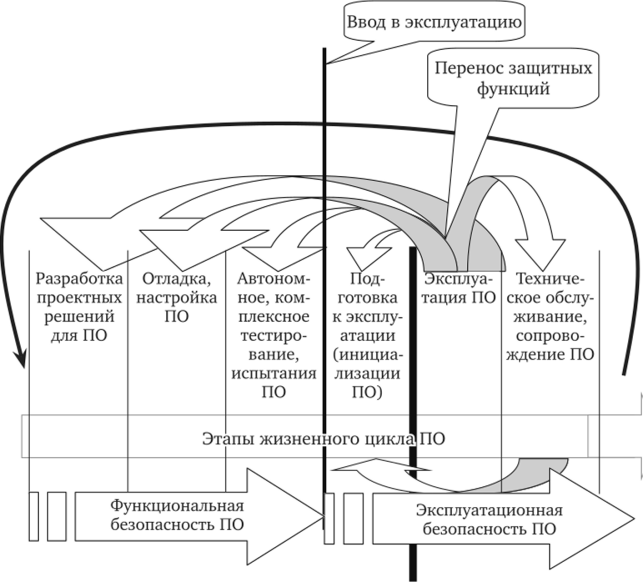 Ввод в эксплуатацию
Перенос защитных
функций
Разработка
проектных
решений
для ПО
Отладка,
настройка
ПО
Автоном-
ное, ком-
плексное
тестиро-
вание,
испытания
ПО
Под-
готовка
к эксплу-
атации
(инициа-
лизации
ПО)
Эксплуа-
тация ПО
Техниче-
ское обслу-
живание,
сопрово-
ждение ПО
Этапы жизненного цикла ПО
Функциональная
безопасность ПО
Эксплуатационная
безопасность ПО